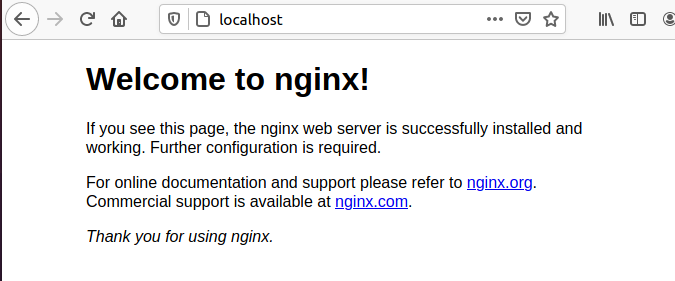 localhost
Welcome to nginx!
If you see this page, the nginx web server is successfully installed and
working. Further configuration is required.
For online documentation and support please refer to nginx.org.
Commercial support is available at nginx.com.
Thank you for using nginx.